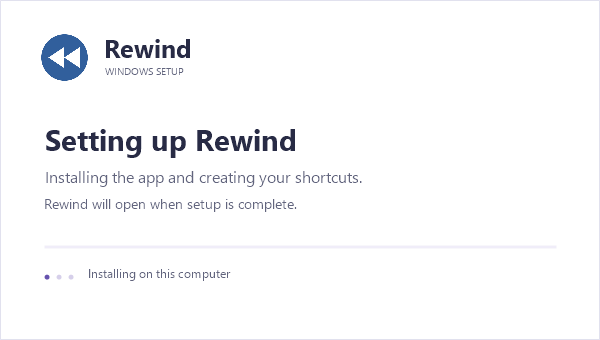 Rewind
WINDOWS SETUP
Setting up Rewind
Installing the app and creating your shortcuts.
Rewind will open when setup is complete.
Installing on this computer